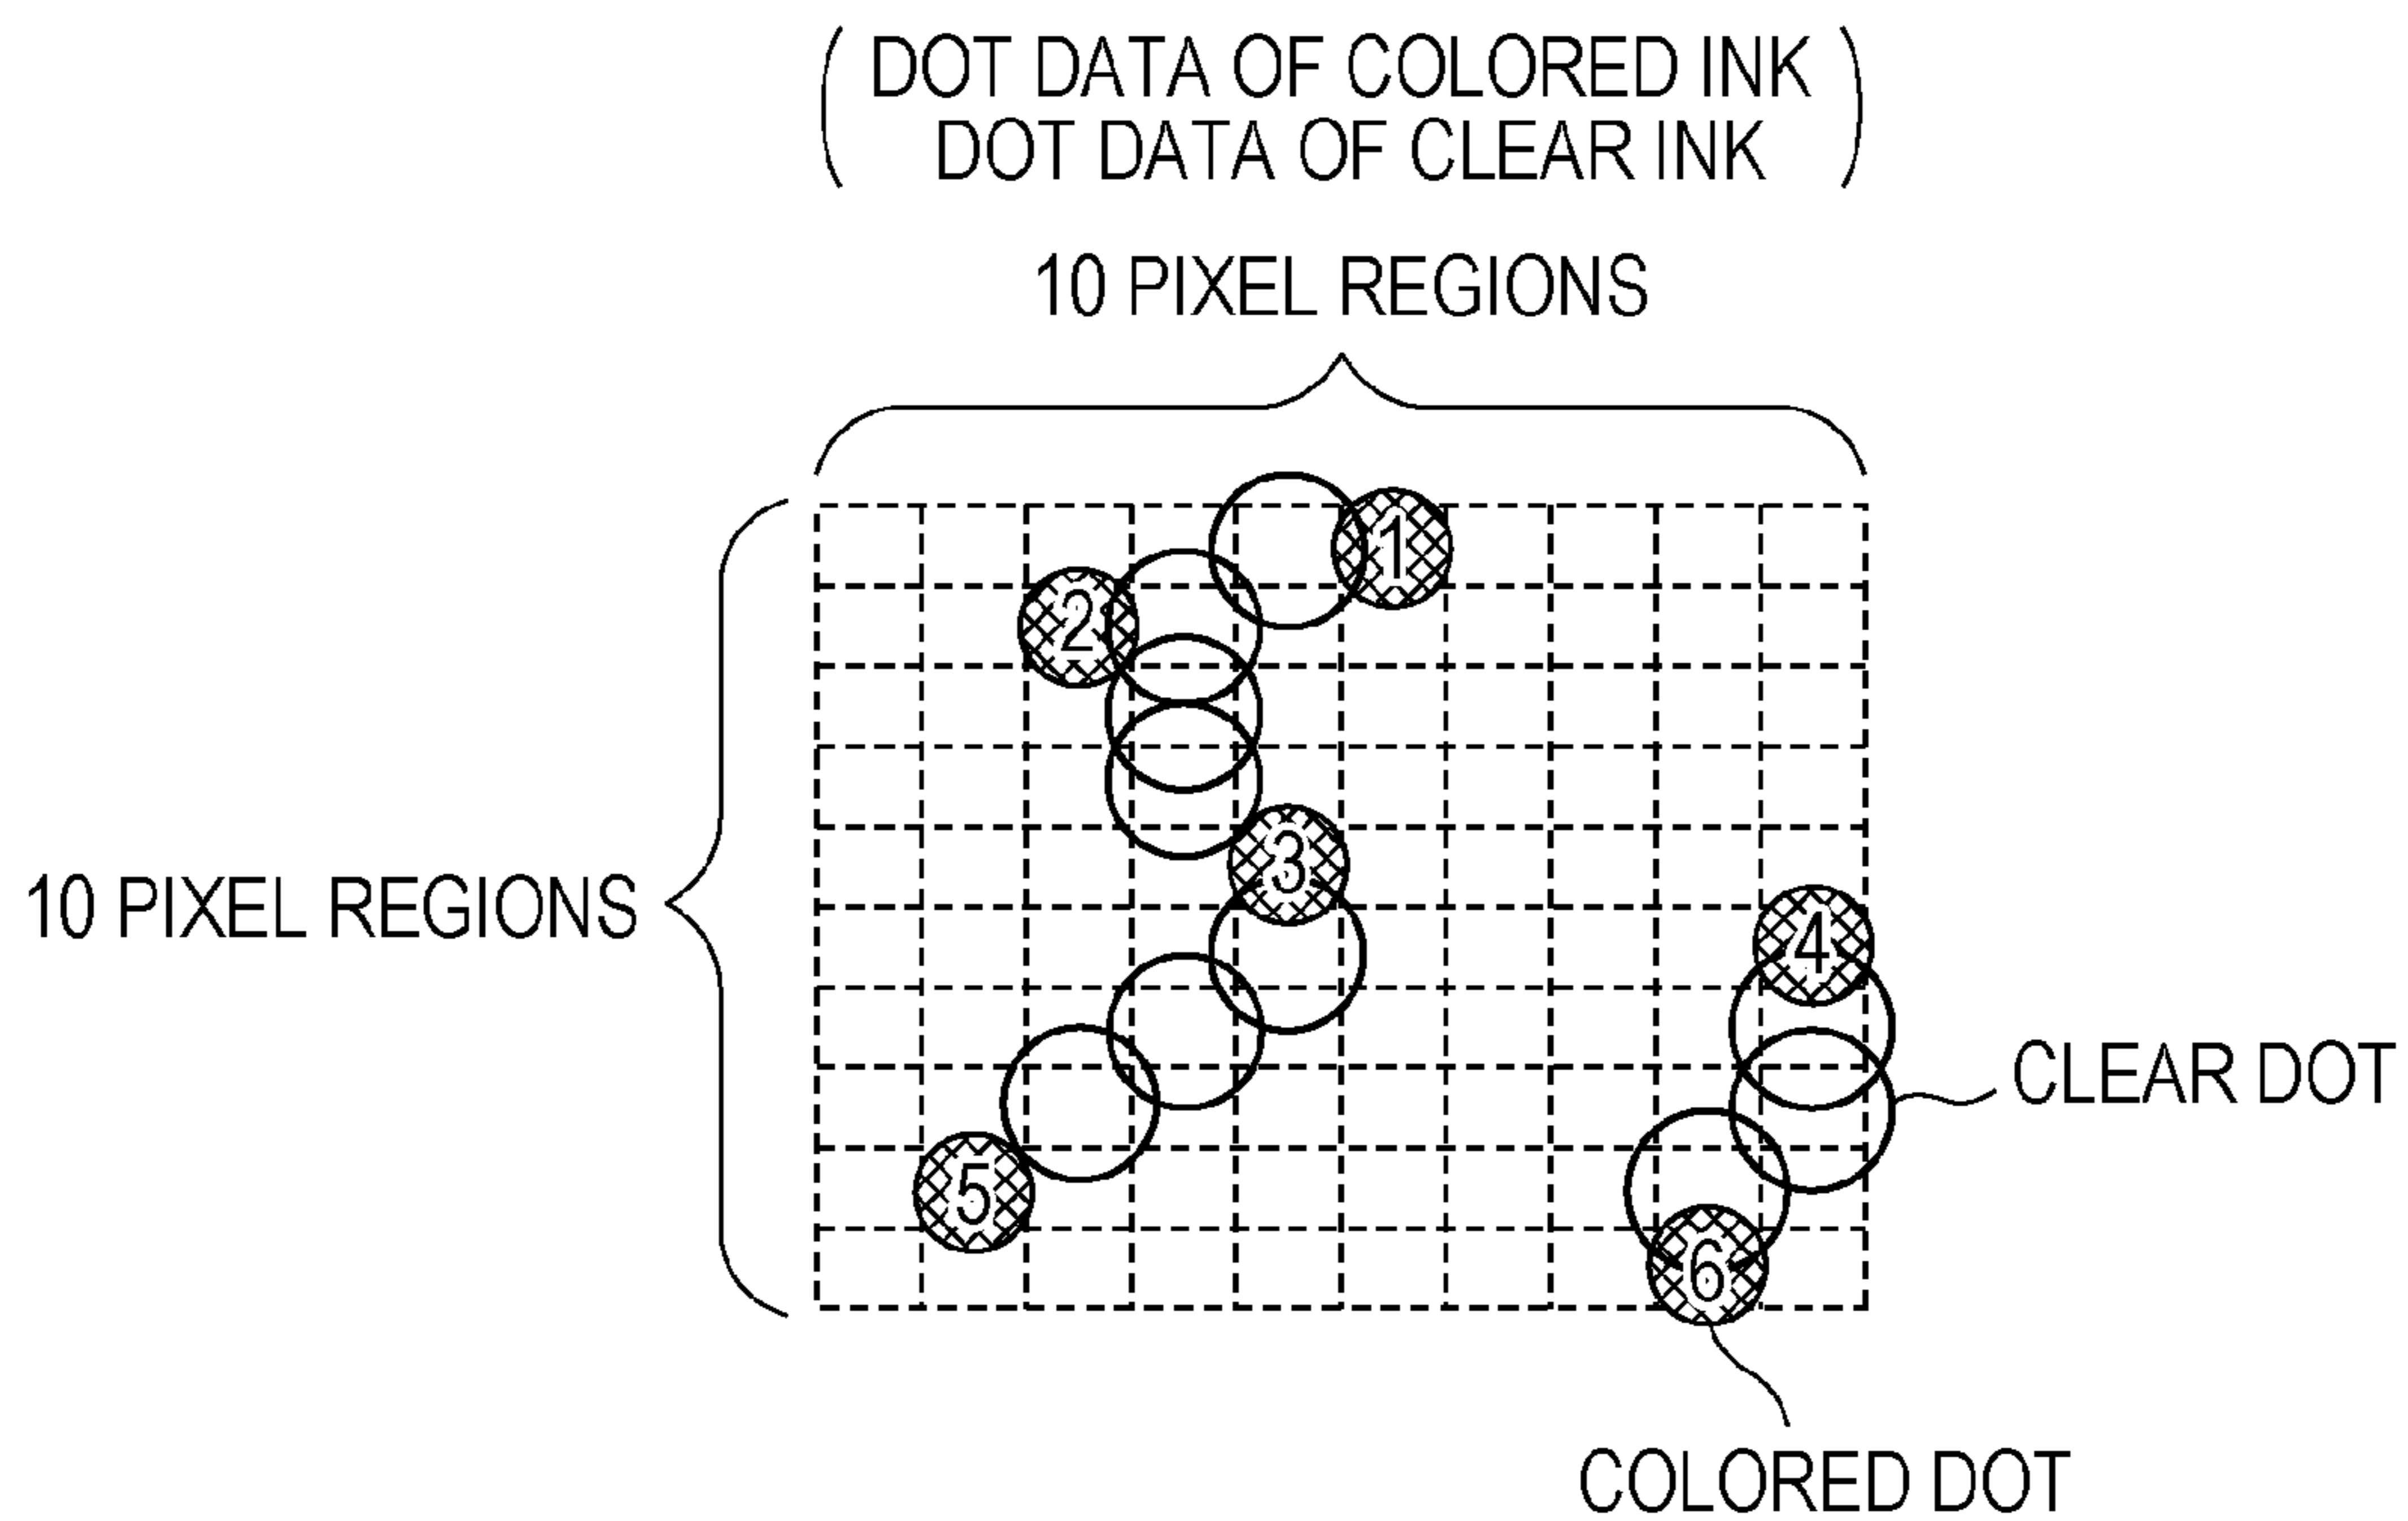 DOT DATA OF COLORED INK
DOT DATA OF CLEAR INK
10 PIXEL REGIONS
1
2
3
10 PIXEL REGIONS
4
CLEAR DOT
5
6
COLORED DOT